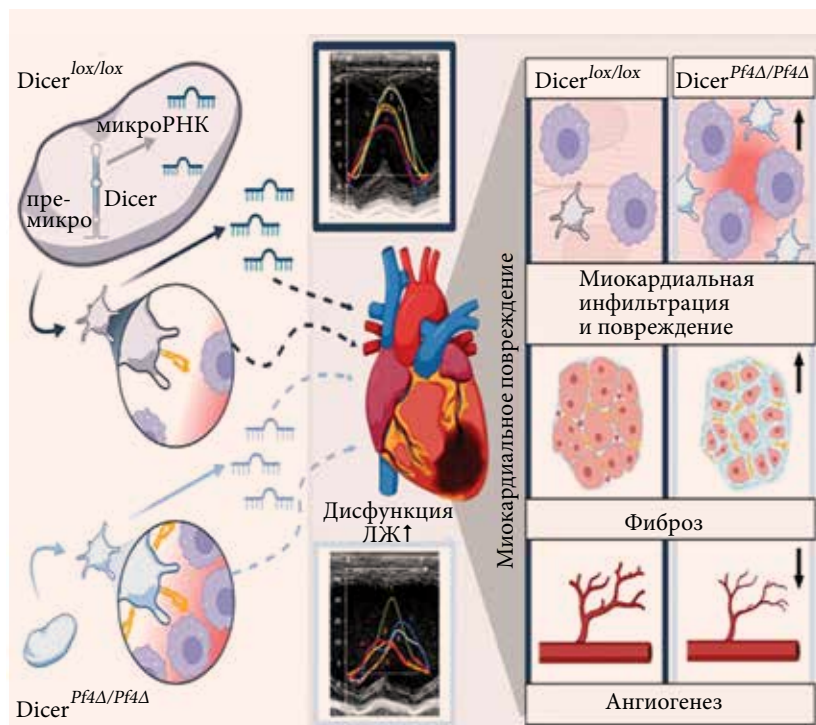 Dicer lox/lox
микроРНК
пре-
микро
Dicer
Dicer Pf4Δ/Pf4Δ
Дисфункция
ЛЖ↑
Миокардиальное повреждение
Dicer lox/lox
Dicer Pf4Δ/Pf4Δ
Миокардиальная
инфильтрация
и повреждение
Фиброз
Ангиогенез